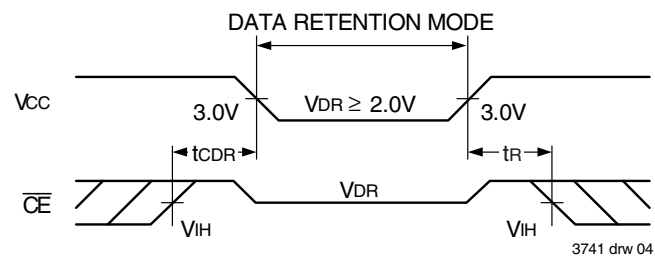 DATA RETENTION MODE
VCC
3.0V
VDR ≥ 2.0V
3.0V
tCDR
tR
CE
VDR
VIH
VIH
3741 drw 04